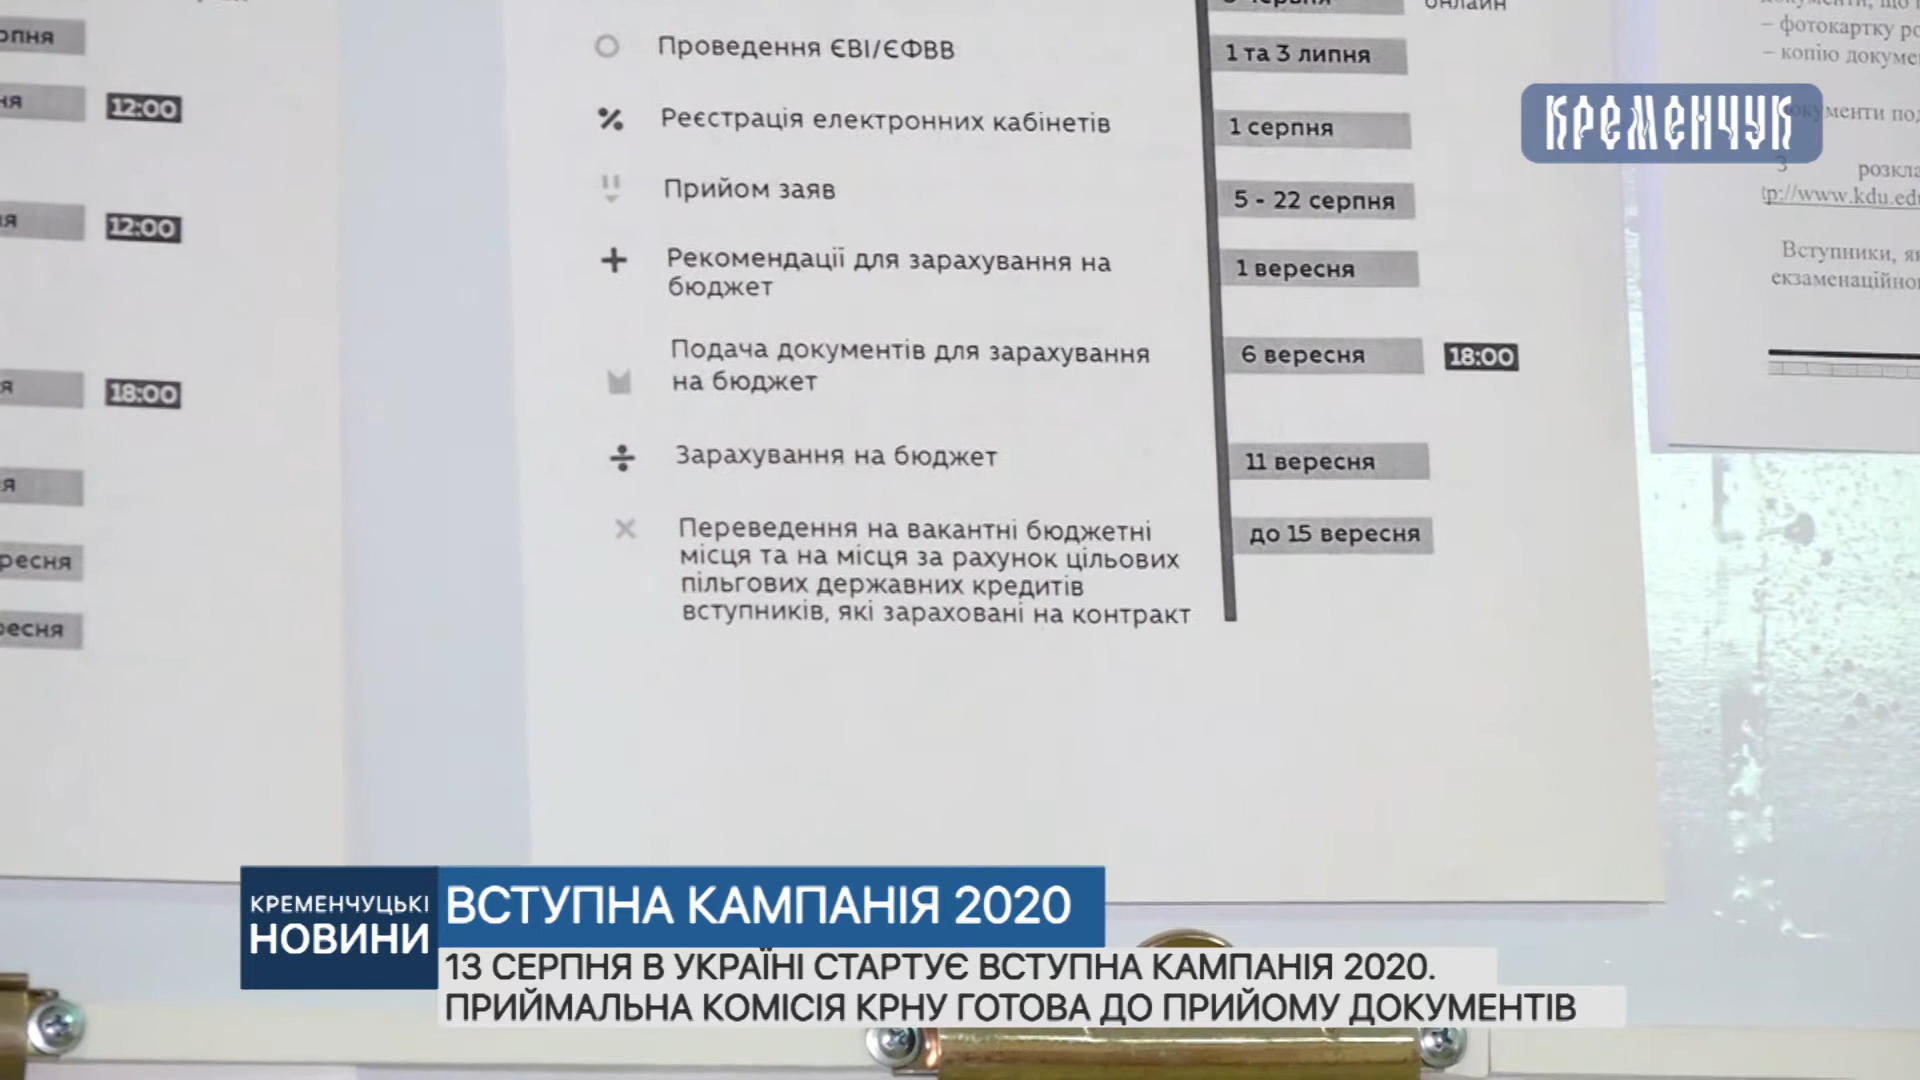 12:00
12:00
18:00
Проведення ЄВІ/ЄФВВ
1 та 3 липня
Реєстрація електронних кабінетів
1 серпня
Прийом заяв
5 - 22 серпня
Рекомендації для зарахування на
бюджет
1 вересня
Подача документів для зарахування
на бюджет
6 вересня
18:00
Зарахування на бюджет
11 вересня
Переведення на вакантні бюджетні
місця та на місця за рахунок цільових
пільгових державних кредитів
вступників, які зараховані на контракт
до 15 вересня
– фотокартку
– копію
КРЕМЕНЧУК
Вступники,
КРЕМЕНЧУЦЬКІ
НОВИНИ
ВСТУПНА КАМПАНІЯ 2020
13 СЕРПНЯ В УКРАЇНІ СТАРТУЄ ВСТУПНА КАМПАНІЯ 2020.
ПРИЙМАЛЬНА КОМІСІЯ КРНУ ГОТОВА ДО ПРИЙОМУ ДОКУМЕНТІВ